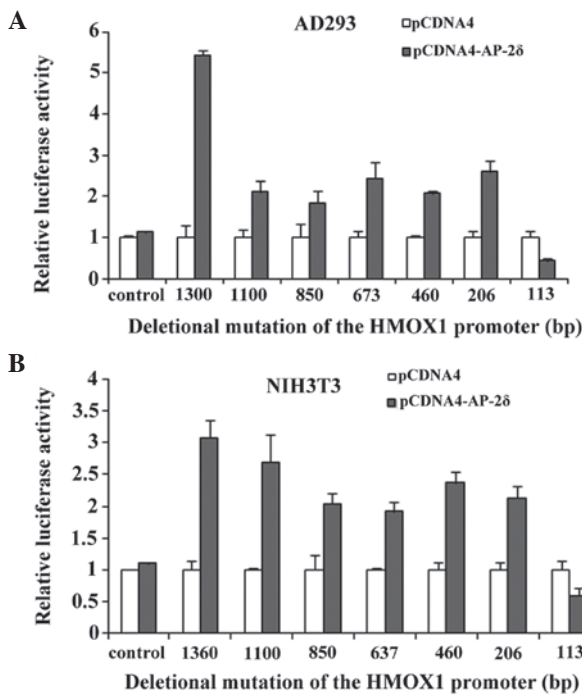 A
AD293
pCDNA4
pCDNA4-AP-2δ
Relative luciferase activity
6
5
4
3
2
1
0
control 1300 1100 850 673 460 206 113
Deletional mutation of the HMOX1 promoter (bp)
B
NIH3T3
pCDNA4
pCDNA4-AP-2δ
Relative luciferase activity
4
3.5
3
2.5
2
1.5
1
0.5
0
control 1360 1100 850 637 460 206 113
Deletional mutation of the HMOX1 promoter (bp)